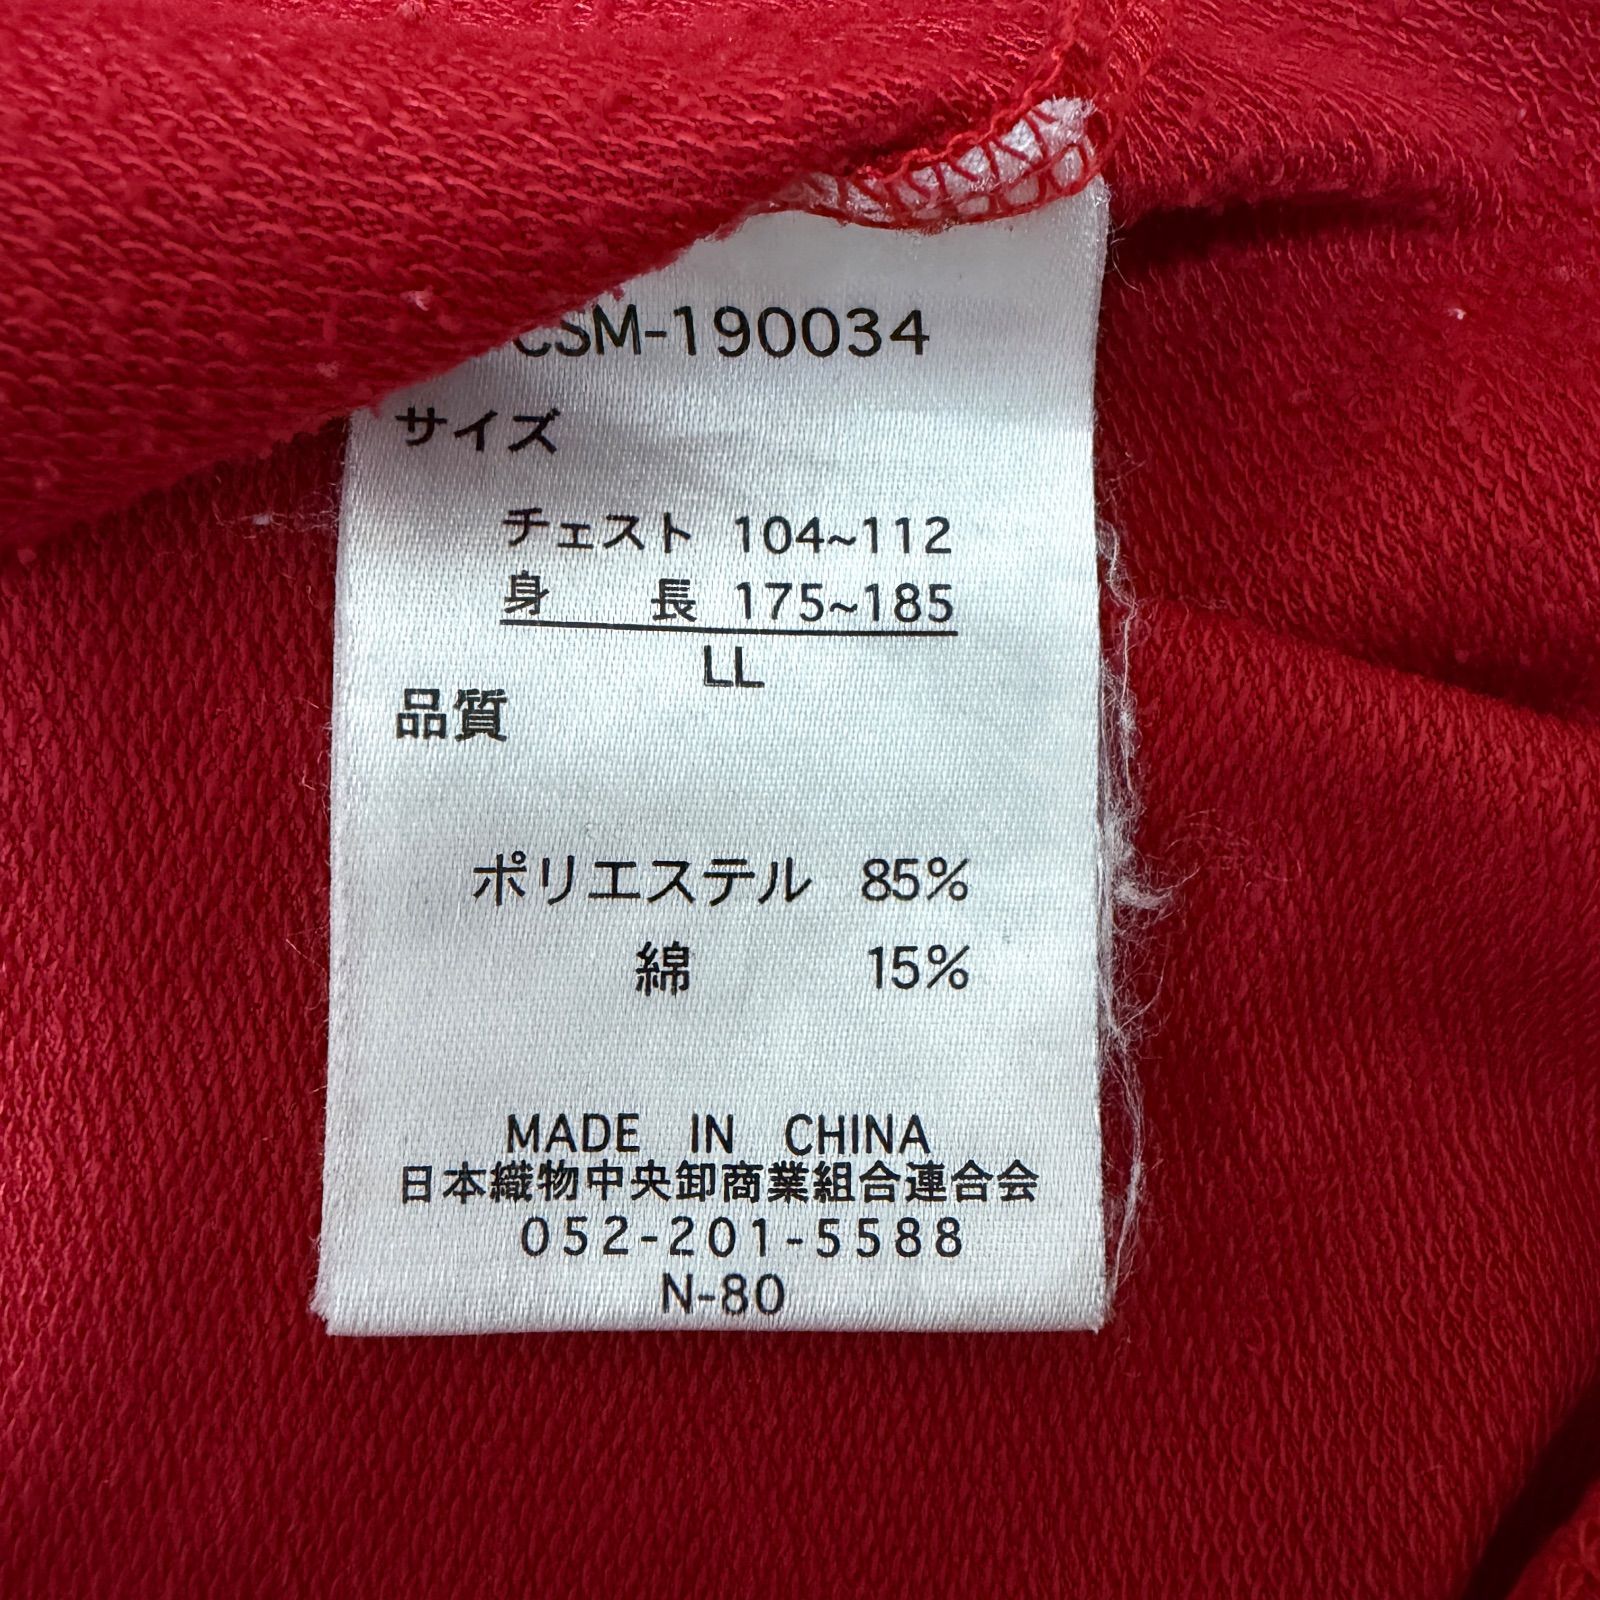 CSM-190034
サイズ
チェスト 104~112
身 長 175~185
LL
品質
ポリエステル 85%
綿 15%
MADE IN CHINA
日本織物中央卸商業組合連合会
052-201-5588
N-80